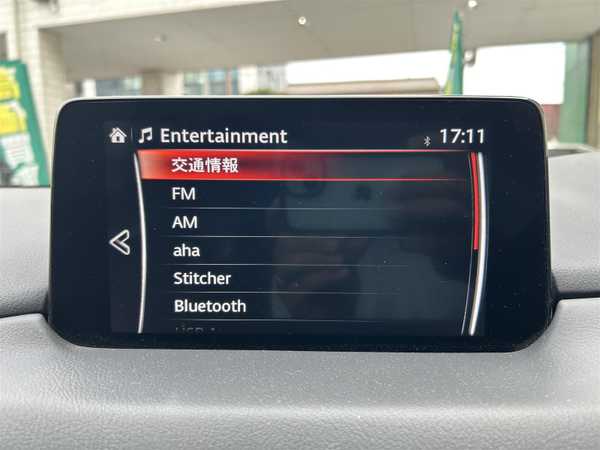 Entertainment 17:11
交通情報
FM
AM
aha
Stitcher
Bluetooth